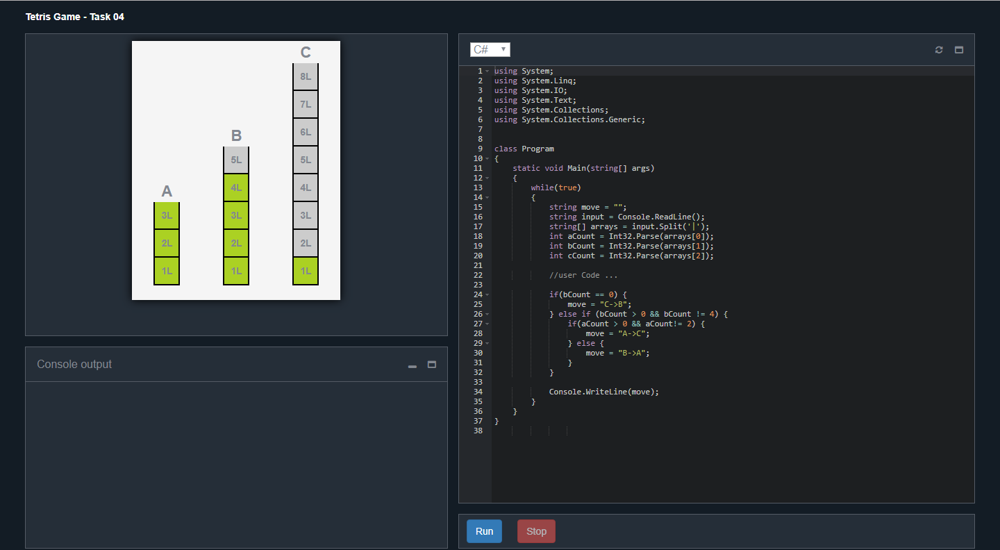 Tetris Game - Task 04
C
8L
7L
6L
B
5L 5L
4L 4L
A
3L 3L 3L
2L 2L 2L
1L 1L 1L
Console output
C#
1 using System;
2 using System.Linq;
3 using System.IO;
4 using System.Text;
5 using System.Collections;
6 using System.Collections.Generic;
7
8
9 class Program
10 {
11 static void Main(string[] args)
12 {
13 while(true)
14 {
15 string move = "";
16 string input = Console.ReadLine();
17 string[] arrays = input.Split('|');
18 int aCount = Int32.Parse(arrays[0]);
19 int bCount = Int32.Parse(arrays[1]);
20 int cCount = Int32.Parse(arrays[2]);
21
22 //user Code ...
23
24 if(bCount == 0) {
25 move = "C->B";
26 } else if (bCount > 0 && bCount != 4) {
27 if(aCount > 0 && aCount!= 2) {
28 move = "A->C";
29 } else {
30 move = "B->A";
31 }
32 }
33
34 Console.WriteLine(move);
35 }
36 }
37 }
38
Run Stop